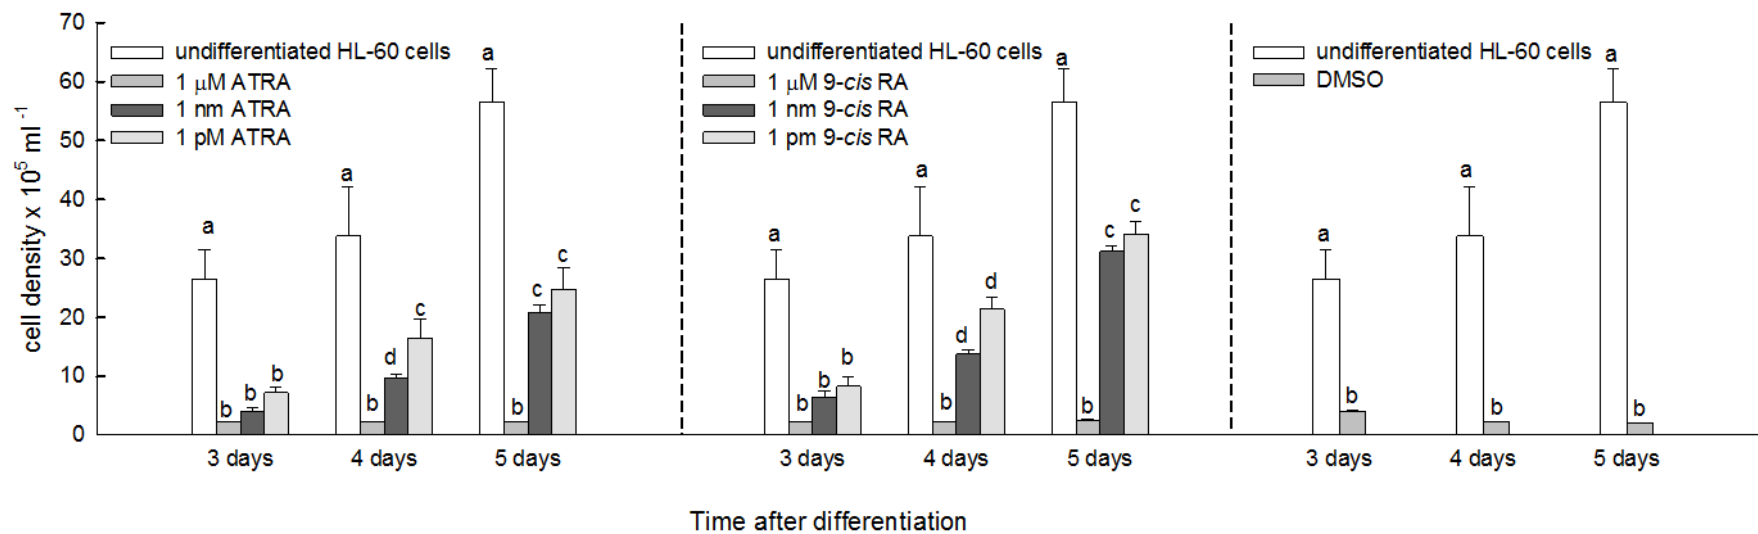 70
60
50
40
30
20
10
0
cell density x 10⁵ ml⁻¹
undifferentiated HL-60 cells
1 μM ATRA
1 nm ATRA
1 pM ATRA
a
b
b
b
a
b
d
c
a
b
c
c
3 days
4 days
5 days
undifferentiated HL-60 cells
1 μM 9-cis RA
1 nm 9-cis RA
1 pm 9-cis RA
a
b
b
b
a
b
d
d
a
b
c
c
3 days
4 days
5 days
undifferentiated HL-60 cells
DMSO
a
b
a
b
a
b
3 days
4 days
5 days
Time after differentiation